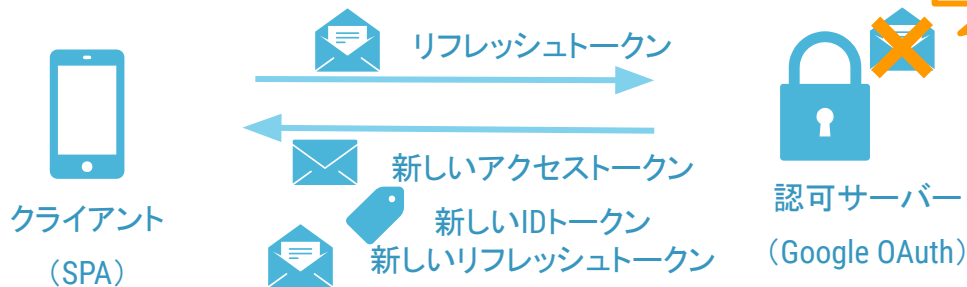 リフレッシュトークン
新しいアクセストークン
新しいIDトークン
新しいリフレッシュトークン
クライアント
（SPA）
認可サーバー
（Google OAuth）